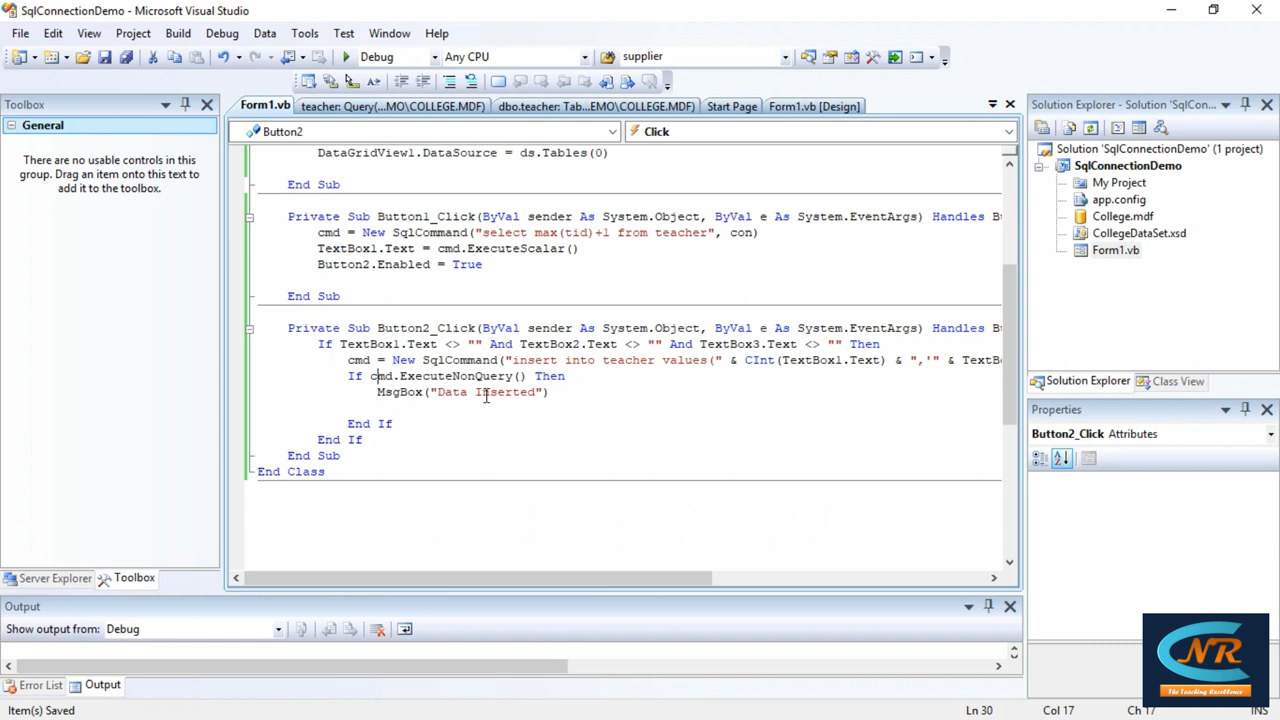 SqlConnectionDemo - Microsoft Visual Studio
File Edit View Project Build Debug Data Tools Test Window Help
Debug Any CPU supplier
Toolbox
General
There are no usable controls in this
group. Drag an item onto this text to
add it to the toolbox.
Server Explorer Toolbox
Form1.vb teacher: Query(...MO\COLLEGE.MDF) dbo.teacher: Tab...EMO\COLLEGE.MDF) Start Page Form1.vb [Design]
Button2 Click
DataGridView1.DataSource = ds.Tables(0)
End Sub
Private Sub Button1_Click(ByVal sender As System.Object, ByVal e As System.EventArgs) Handles Bu
cmd = New SqlCommand("select max(tid)+1 from teacher", con)
TextBox1.Text = cmd.ExecuteScalar()
Button2.Enabled = True
End Sub
Private Sub Button2_Click(ByVal sender As System.Object, ByVal e As System.EventArgs) Handles Bu
If TextBox1.Text <> "" And TextBox2.Text <> "" And TextBox3.Text <> "" Then
cmd = New SqlCommand("insert into teacher values(" & CInt(TextBox1.Text) & ",'" & TextBo
If cmd.ExecuteNonQuery() Then
MsgBox("Data Inserted")
End If
End If
End Sub
End Class
Solution Explorer - Solution 'SqlCon...
Solution 'SqlConnectionDemo' (1 project)
SqlConnectionDemo
My Project
app.config
College.mdf
CollegeDataSet.xsd
Form1.vb
Solution Explorer Class View
Properties
Button2_Click Attributes
Output
Show output from: Debug
Error List Output
Item(s) Saved Ln 30 Col 17 Ch 17 INS
NR
The Teaching Excellence